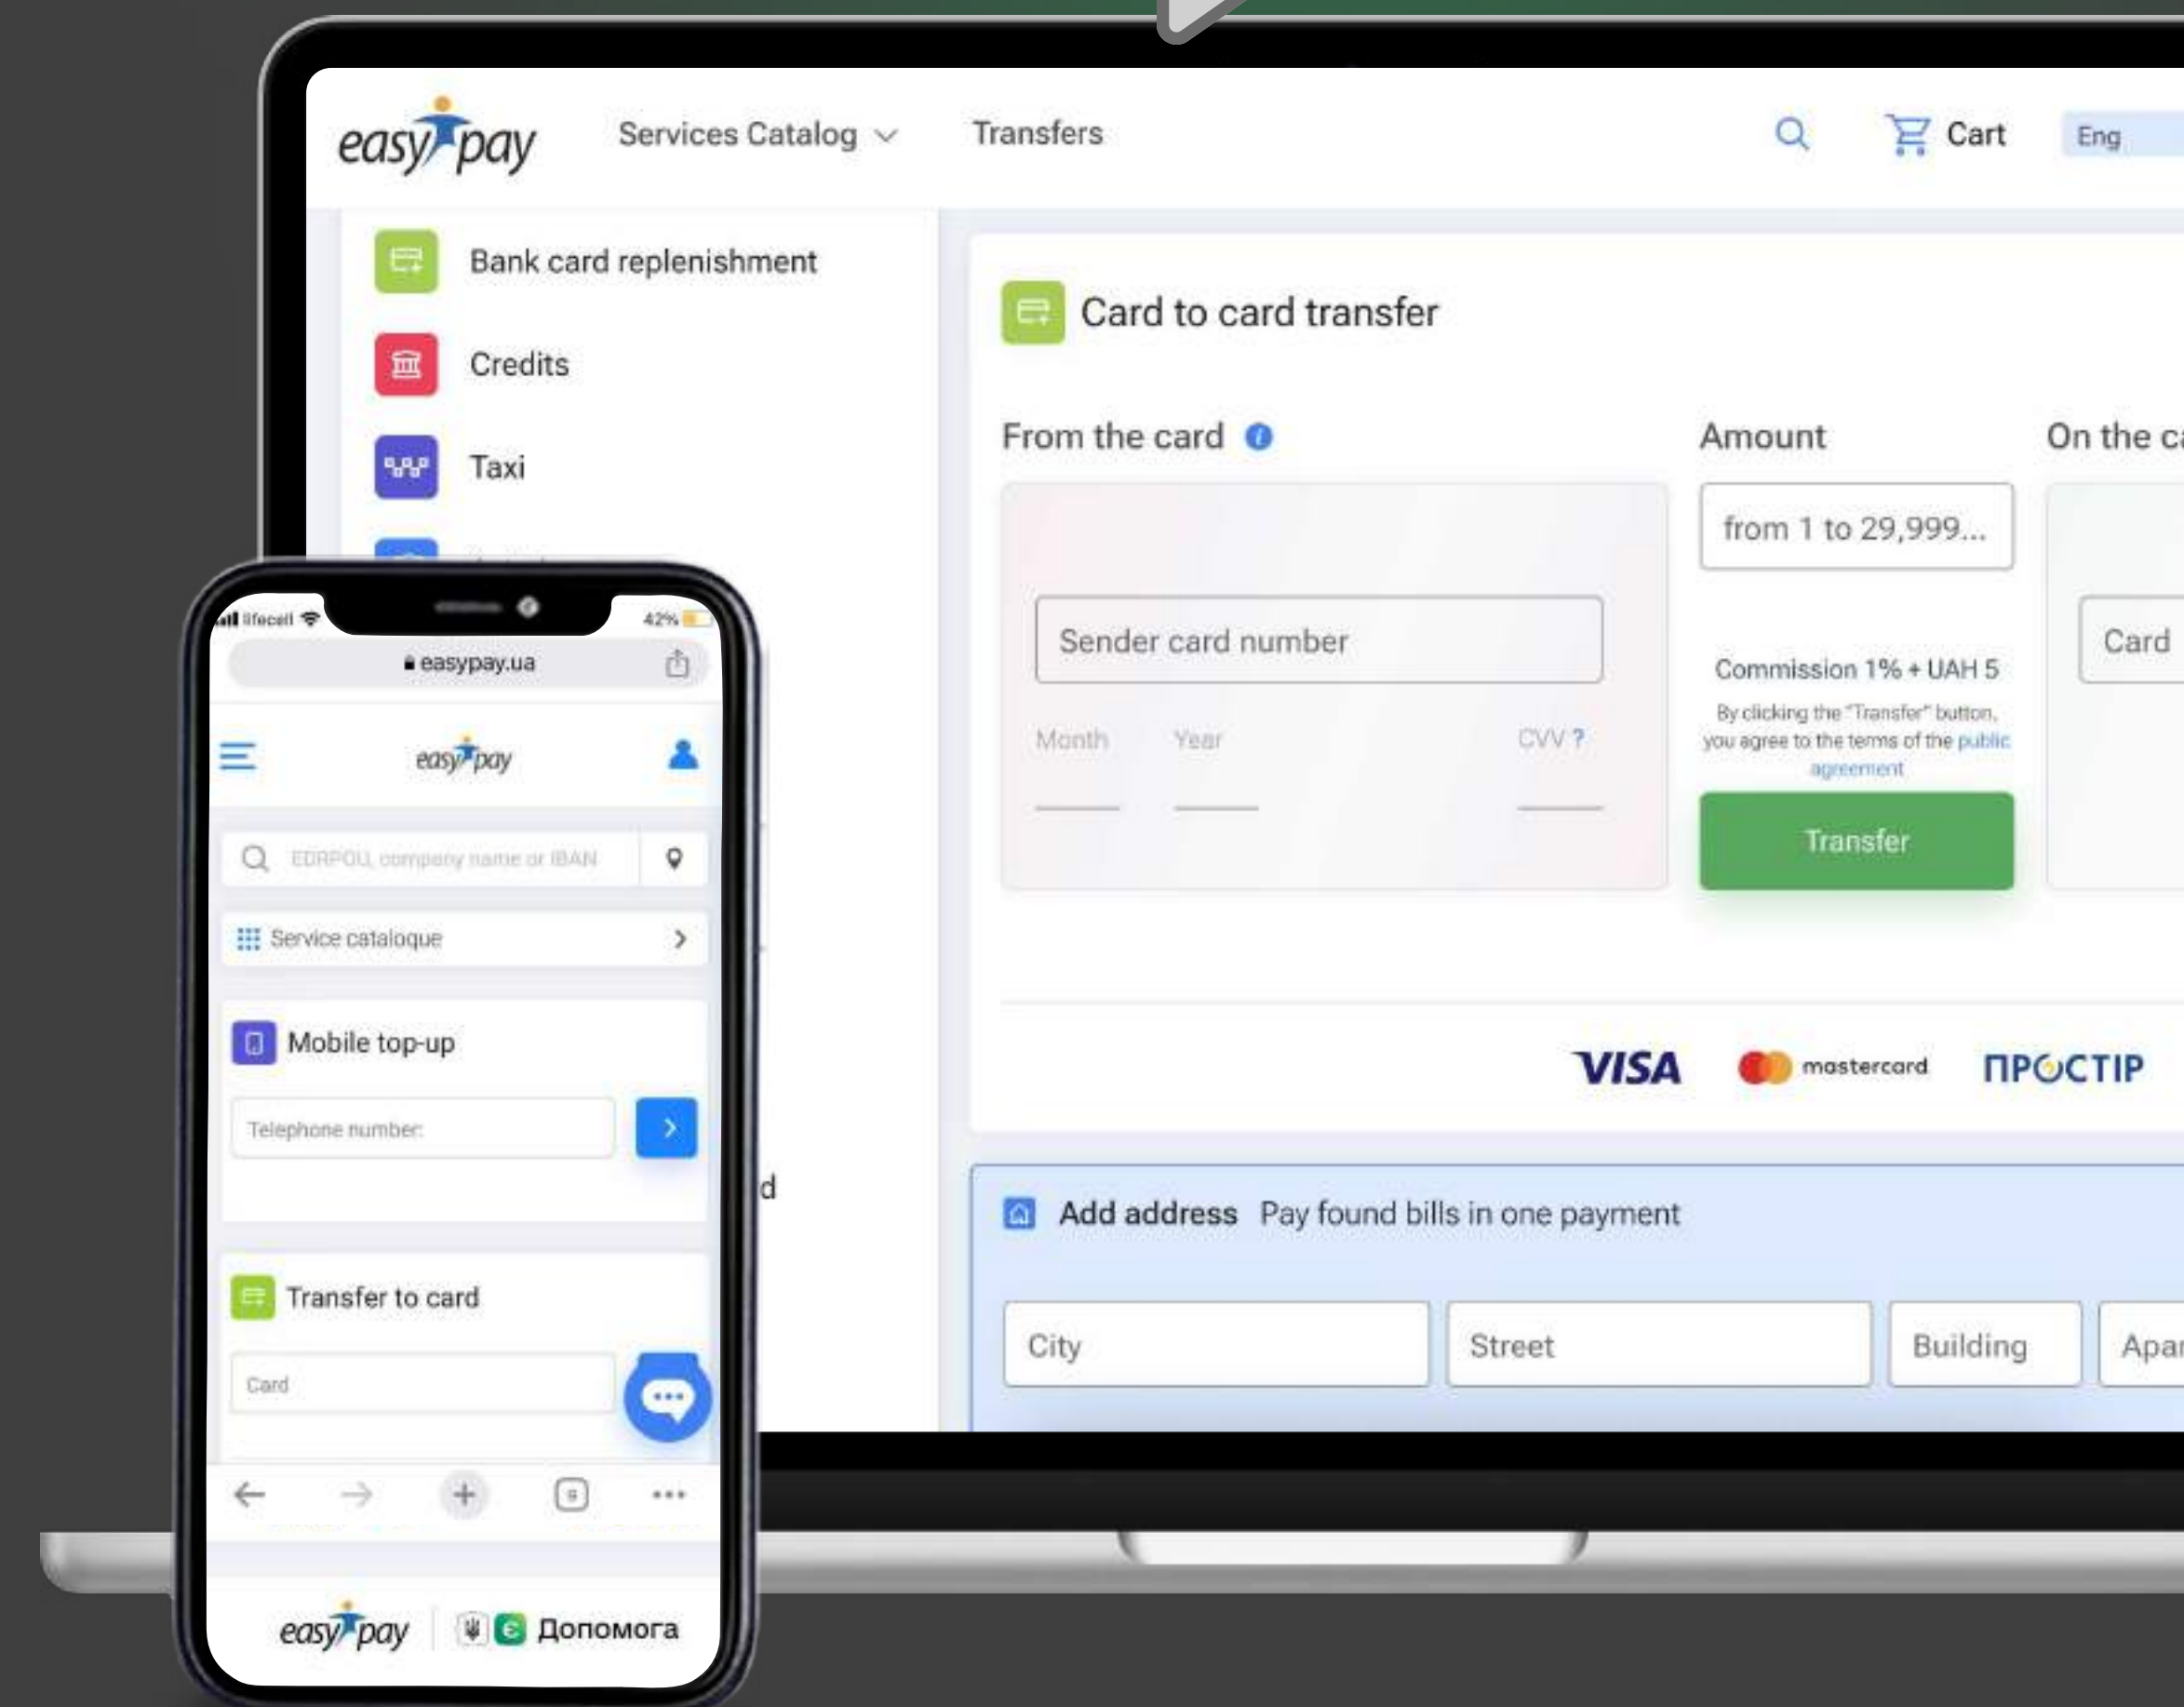 easypay
Services Catalog
Transfers
Cart
Eng
Bank card replenishment
Credits
Taxi
Card to card transfer
From the card
Amount
On the
Sender card number
Month
Year
CVV ?
from 1 to 29,999...
Commission 1% + UAH 5
By clicking the "Transfer" button,
you agree to the terms of the public
agreement
Transfer
Card
VISA
mastercard
ПРОСТІР
Add address Pay found bills in one payment
City
Street
Building
lifecell
42%
easypay.ua
easypay
EDRPOU, company name or IBAN
Service cataloque
Mobile top-up
Telephone number:
Transfer to card
Card
easypay
є Допомога